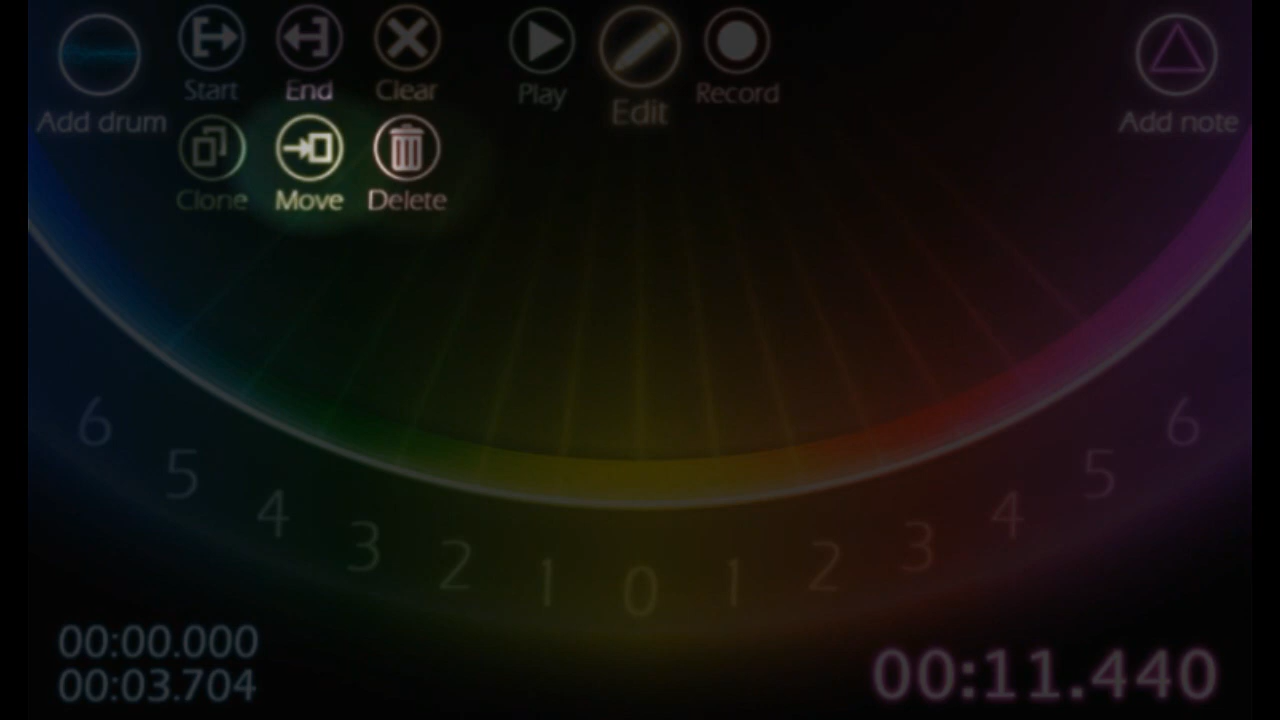 Add drum
Start
End
Clear
Play
Edit
Record
Add note
Clone
Move
Delete
6
5
4
3
2
1
0
1
2
3
4
5
6
00:00.000
00:03.704
00:11.440